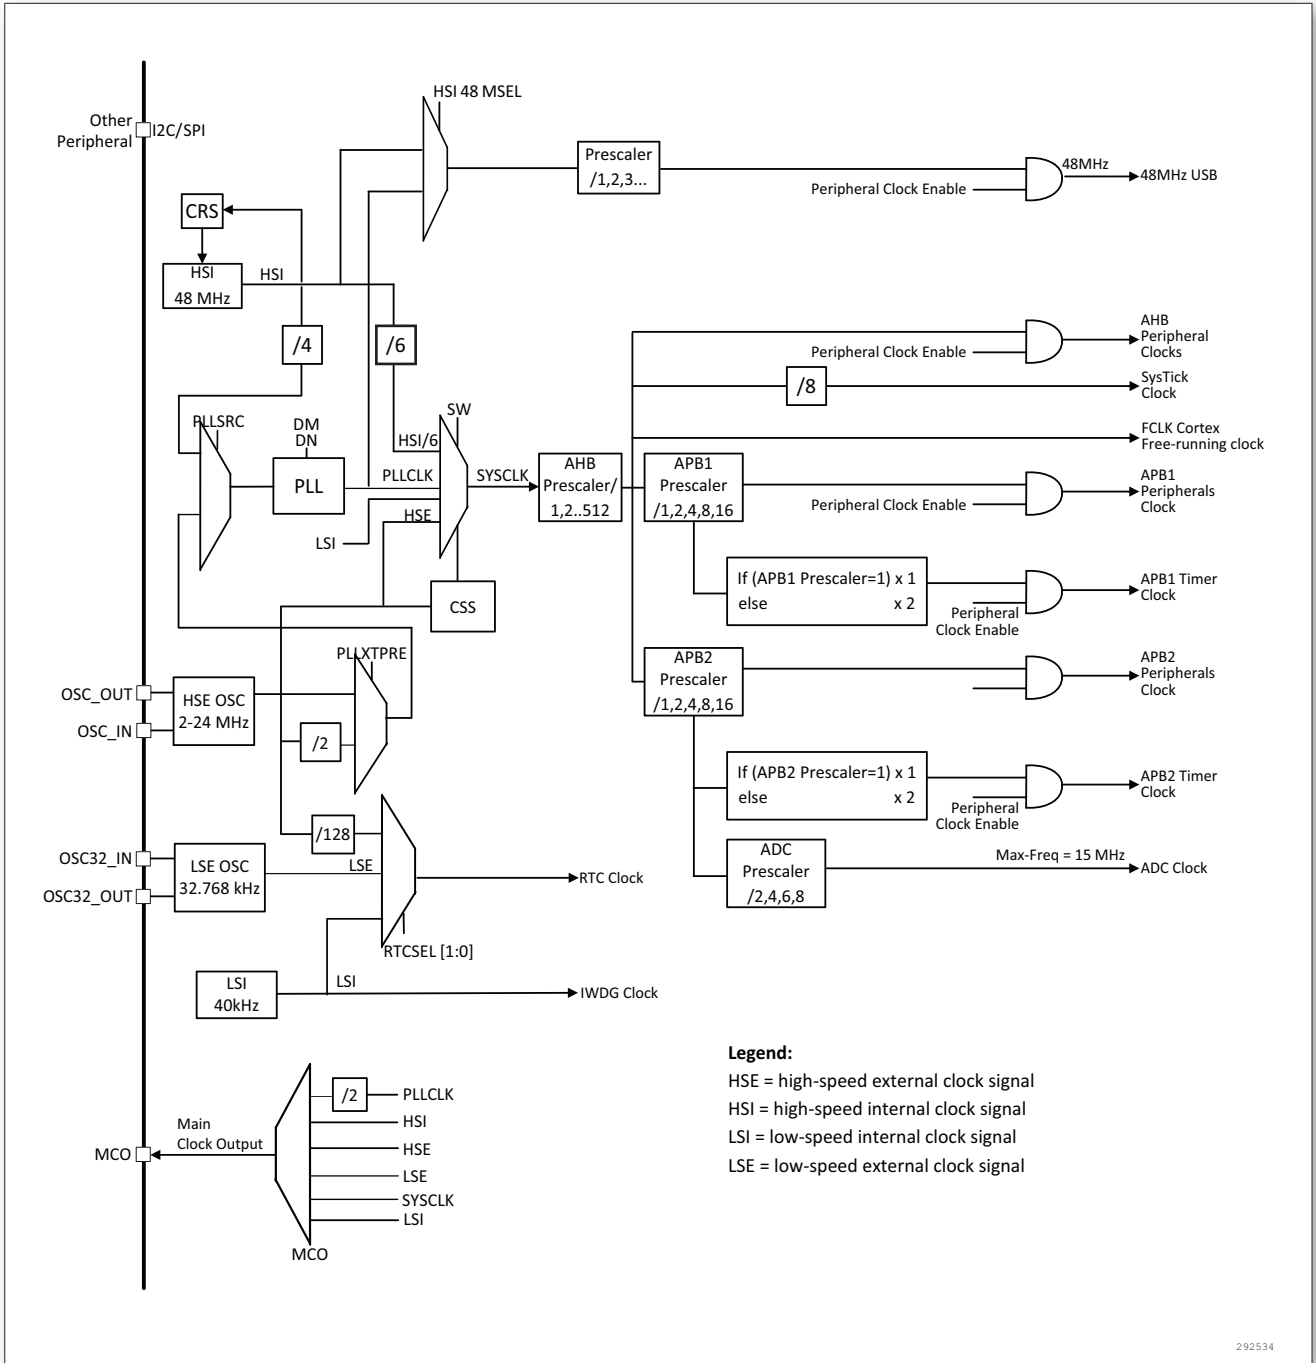 HSI 48 MSEL
Other
Peripheral
I2C/SPI
Prescaler
/1,2,3...
48MHz
48MHz USB
Peripheral Clock Enable
CRS
HSI
48 MHz
HSI
/4
/6
AHB
Peripheral
Clocks
Peripheral Clock Enable
/8
SysTick
Clock
PLLSRC
DM
DN
PLL
SW
HSI/6
PLLCLK
HSE
LSI
SYSCLK
AHB
Prescaler/
1,2..512
FCLK Cortex
Free-running clock
APB1
Prescaler
/1,2,4,8,16
Peripheral Clock Enable
APB1
Peripherals
Clock
CSS
If (APB1 Prescaler=1) x 1
else x 2
Peripheral
Clock Enable
APB1 Timer
Clock
PLLXTPRE
OSC_OUT
OSC_IN
HSE OSC
2-24 MHz
/2
APB2
Prescaler
/1,2,4,8,16
APB2
Peripherals
Clock
If (APB2 Prescaler=1) x 1
else x 2
Peripheral
Clock Enable
APB2 Timer
Clock
/128
OSC32_IN
OSC32_OUT
LSE OSC
32.768 kHz
LSE
RTC Clock
RTCSEL [1:0]
ADC
Prescaler
/2,4,6,8
Max-Freq = 15 MHz
ADC Clock
LSI
40kHz
LSI
IWDG Clock
Legend:
HSE = high-speed external clock signal
HSI = high-speed internal clock signal
LSI = low-speed internal clock signal
LSE = low-speed external clock signal
MCO
Main
Clock Output
/2
PLLCLK
HSI
HSE
LSE
SYSCLK
LSI
MCO
292534